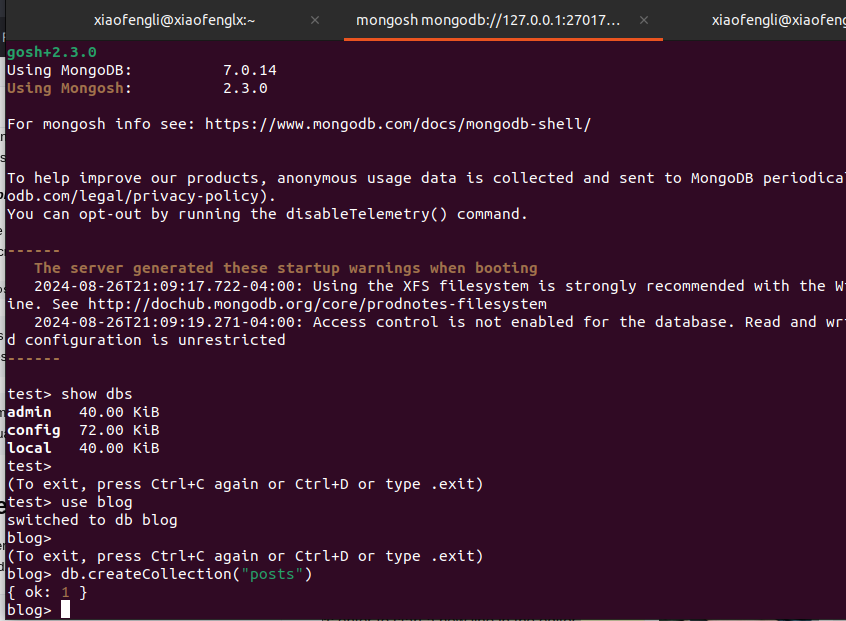 xiaofengli@xiaofenglx:~ × mongosh mongodb://127.0.0.1:27017... × xiaofengli@xiaofeng
gosh+2.3.0
Using MongoDB: 7.0.14
Using Mongosh: 2.3.0
For mongosh info see: https://www.mongodb.com/docs/mongodb-shell/
To help improve our products, anonymous usage data is collected and sent to MongoDB periodica
odb.com/legal/privacy-policy).
You can opt-out by running the disableTelemetry() command.
------
The server generated these startup warnings when booting
2024-08-26T21:09:17.722-04:00: Using the XFS filesystem is strongly recommended with the Wi
ine. See http://dochub.mongodb.org/core/prodnotes-filesystem
2024-08-26T21:09:19.271-04:00: Access control is not enabled for the database. Read and wri
d configuration is unrestricted
------
test> show dbs
admin 40.00 KiB
config 72.00 KiB
local 40.00 KiB
test>
(To exit, press Ctrl+C again or Ctrl+D or type .exit)
test> use blog
switched to db blog
blog>
(To exit, press Ctrl+C again or Ctrl+D or type .exit)
blog> db.createCollection("posts")
{ ok: 1 }
blog>